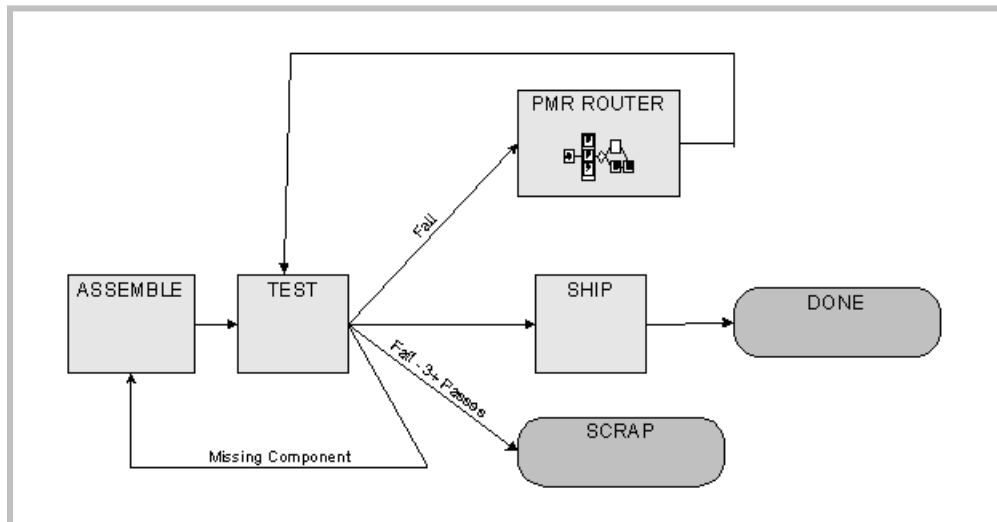 PMR ROUTER
Fail
ASSEMBLE
TEST
SHIP
DONE
Fail - 3+ Passes
SCRAP
Missing Component